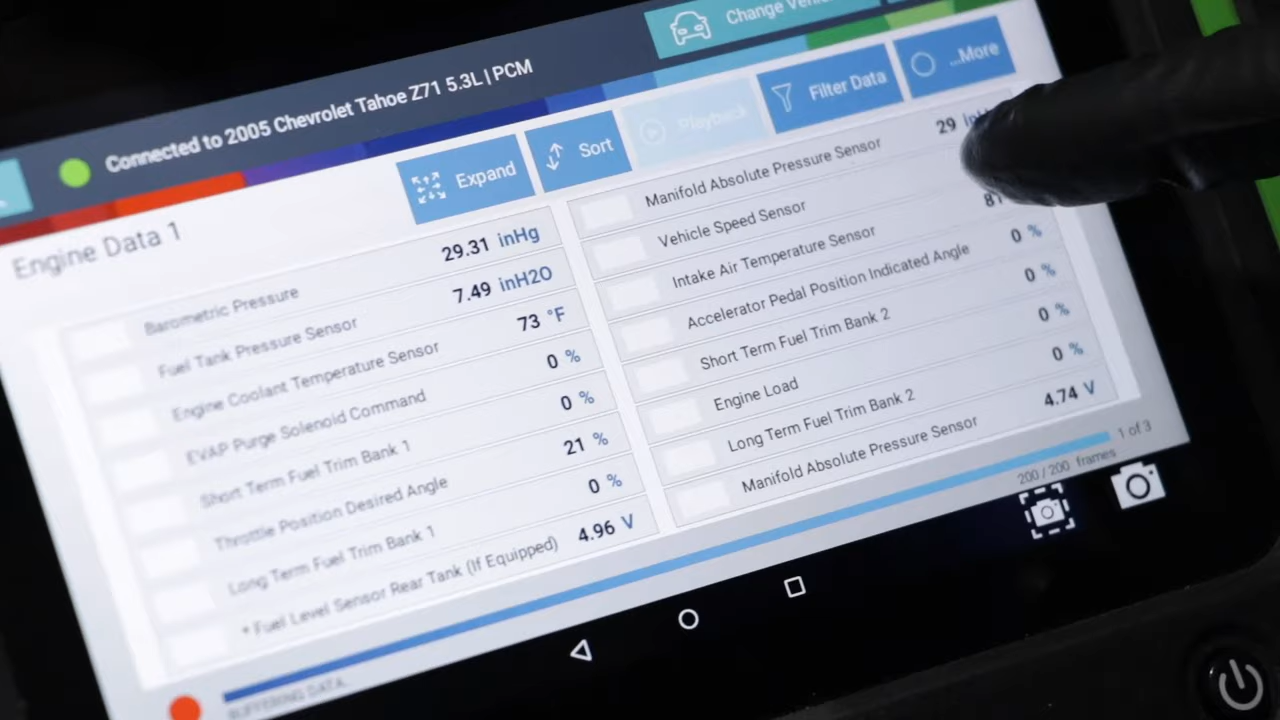 Change
Connected to 2005 Chevrolet Tahoe Z71 5.3L | PCM
...More
Filter Data
Playback
Sort
Expand
Engine Data 1
Barometric Pressure 29.31 inHg
Fuel Tank Pressure Sensor 7.49 inH2O
Engine Coolant Temperature Sensor 73 °F
EVAP Purge Solenoid Command 0 %
Short Term Fuel Trim Bank 1 0 %
Throttle Position Desired Angle 21 %
Long Term Fuel Trim Bank 1 0 %
* Fuel Level Sensor Rear Tank (If Equipped) 4.96 V
Manifold Absolute Pressure Sensor 29
Vehicle Speed Sensor
Intake Air Temperature Sensor
Accelerator Pedal Position Indicated Angle 0 %
Short Term Fuel Trim Bank 2 0 %
Engine Load 0 %
Long Term Fuel Trim Bank 2 0 %
Manifold Absolute Pressure Sensor 4.74 V
1 of 3
200 / 200 frames
BUFFERING DATA...